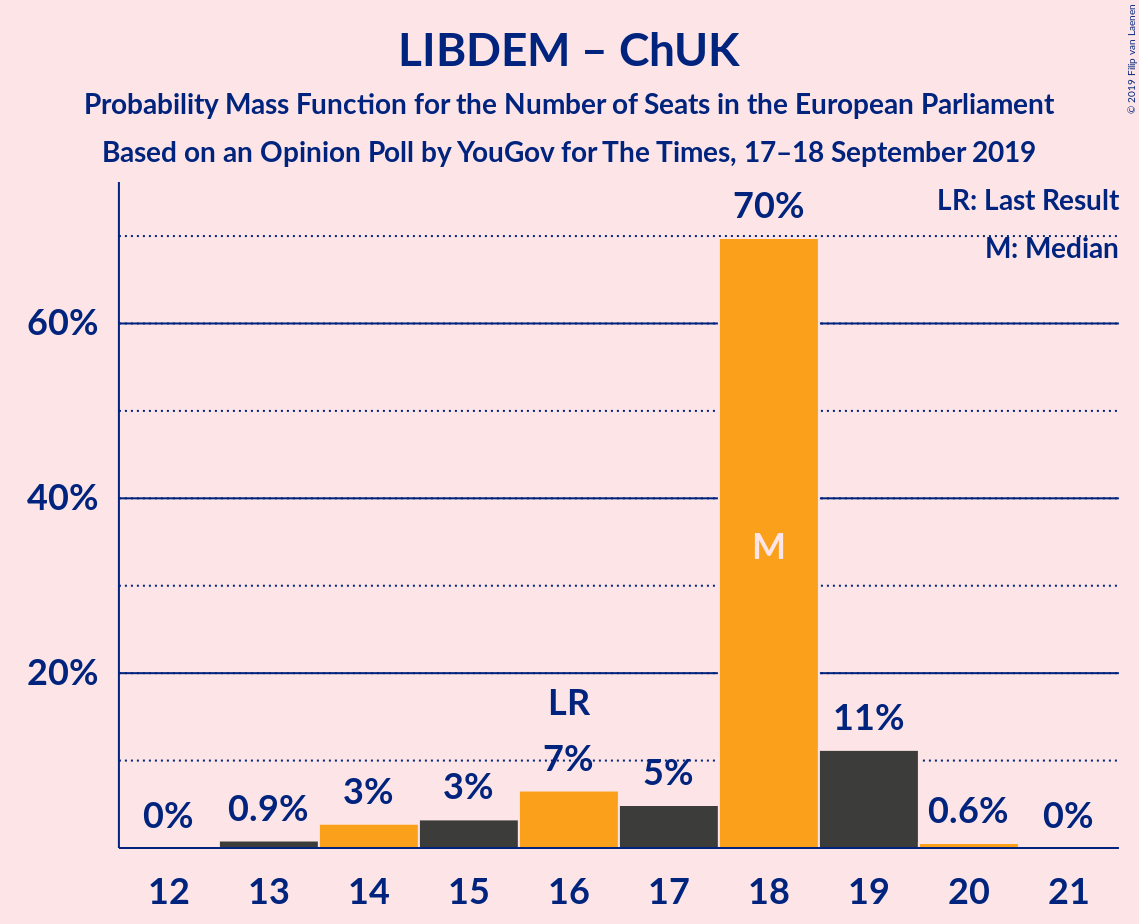 LIBDEM – ChUK
Probability Mass Function for the Number of Seats in the European Parliament
Based on an Opinion Poll by YouGov for The Times, 17–18 September 2019
© 2019 Filip van Laenen
LR: Last Result
M: Median
60%
40%
20%
0%
0.9%
3%
3%
LR
7%
5%
70%
M
11%
0.6%
0%
12 13 14 15 16 17 18 19 20 21